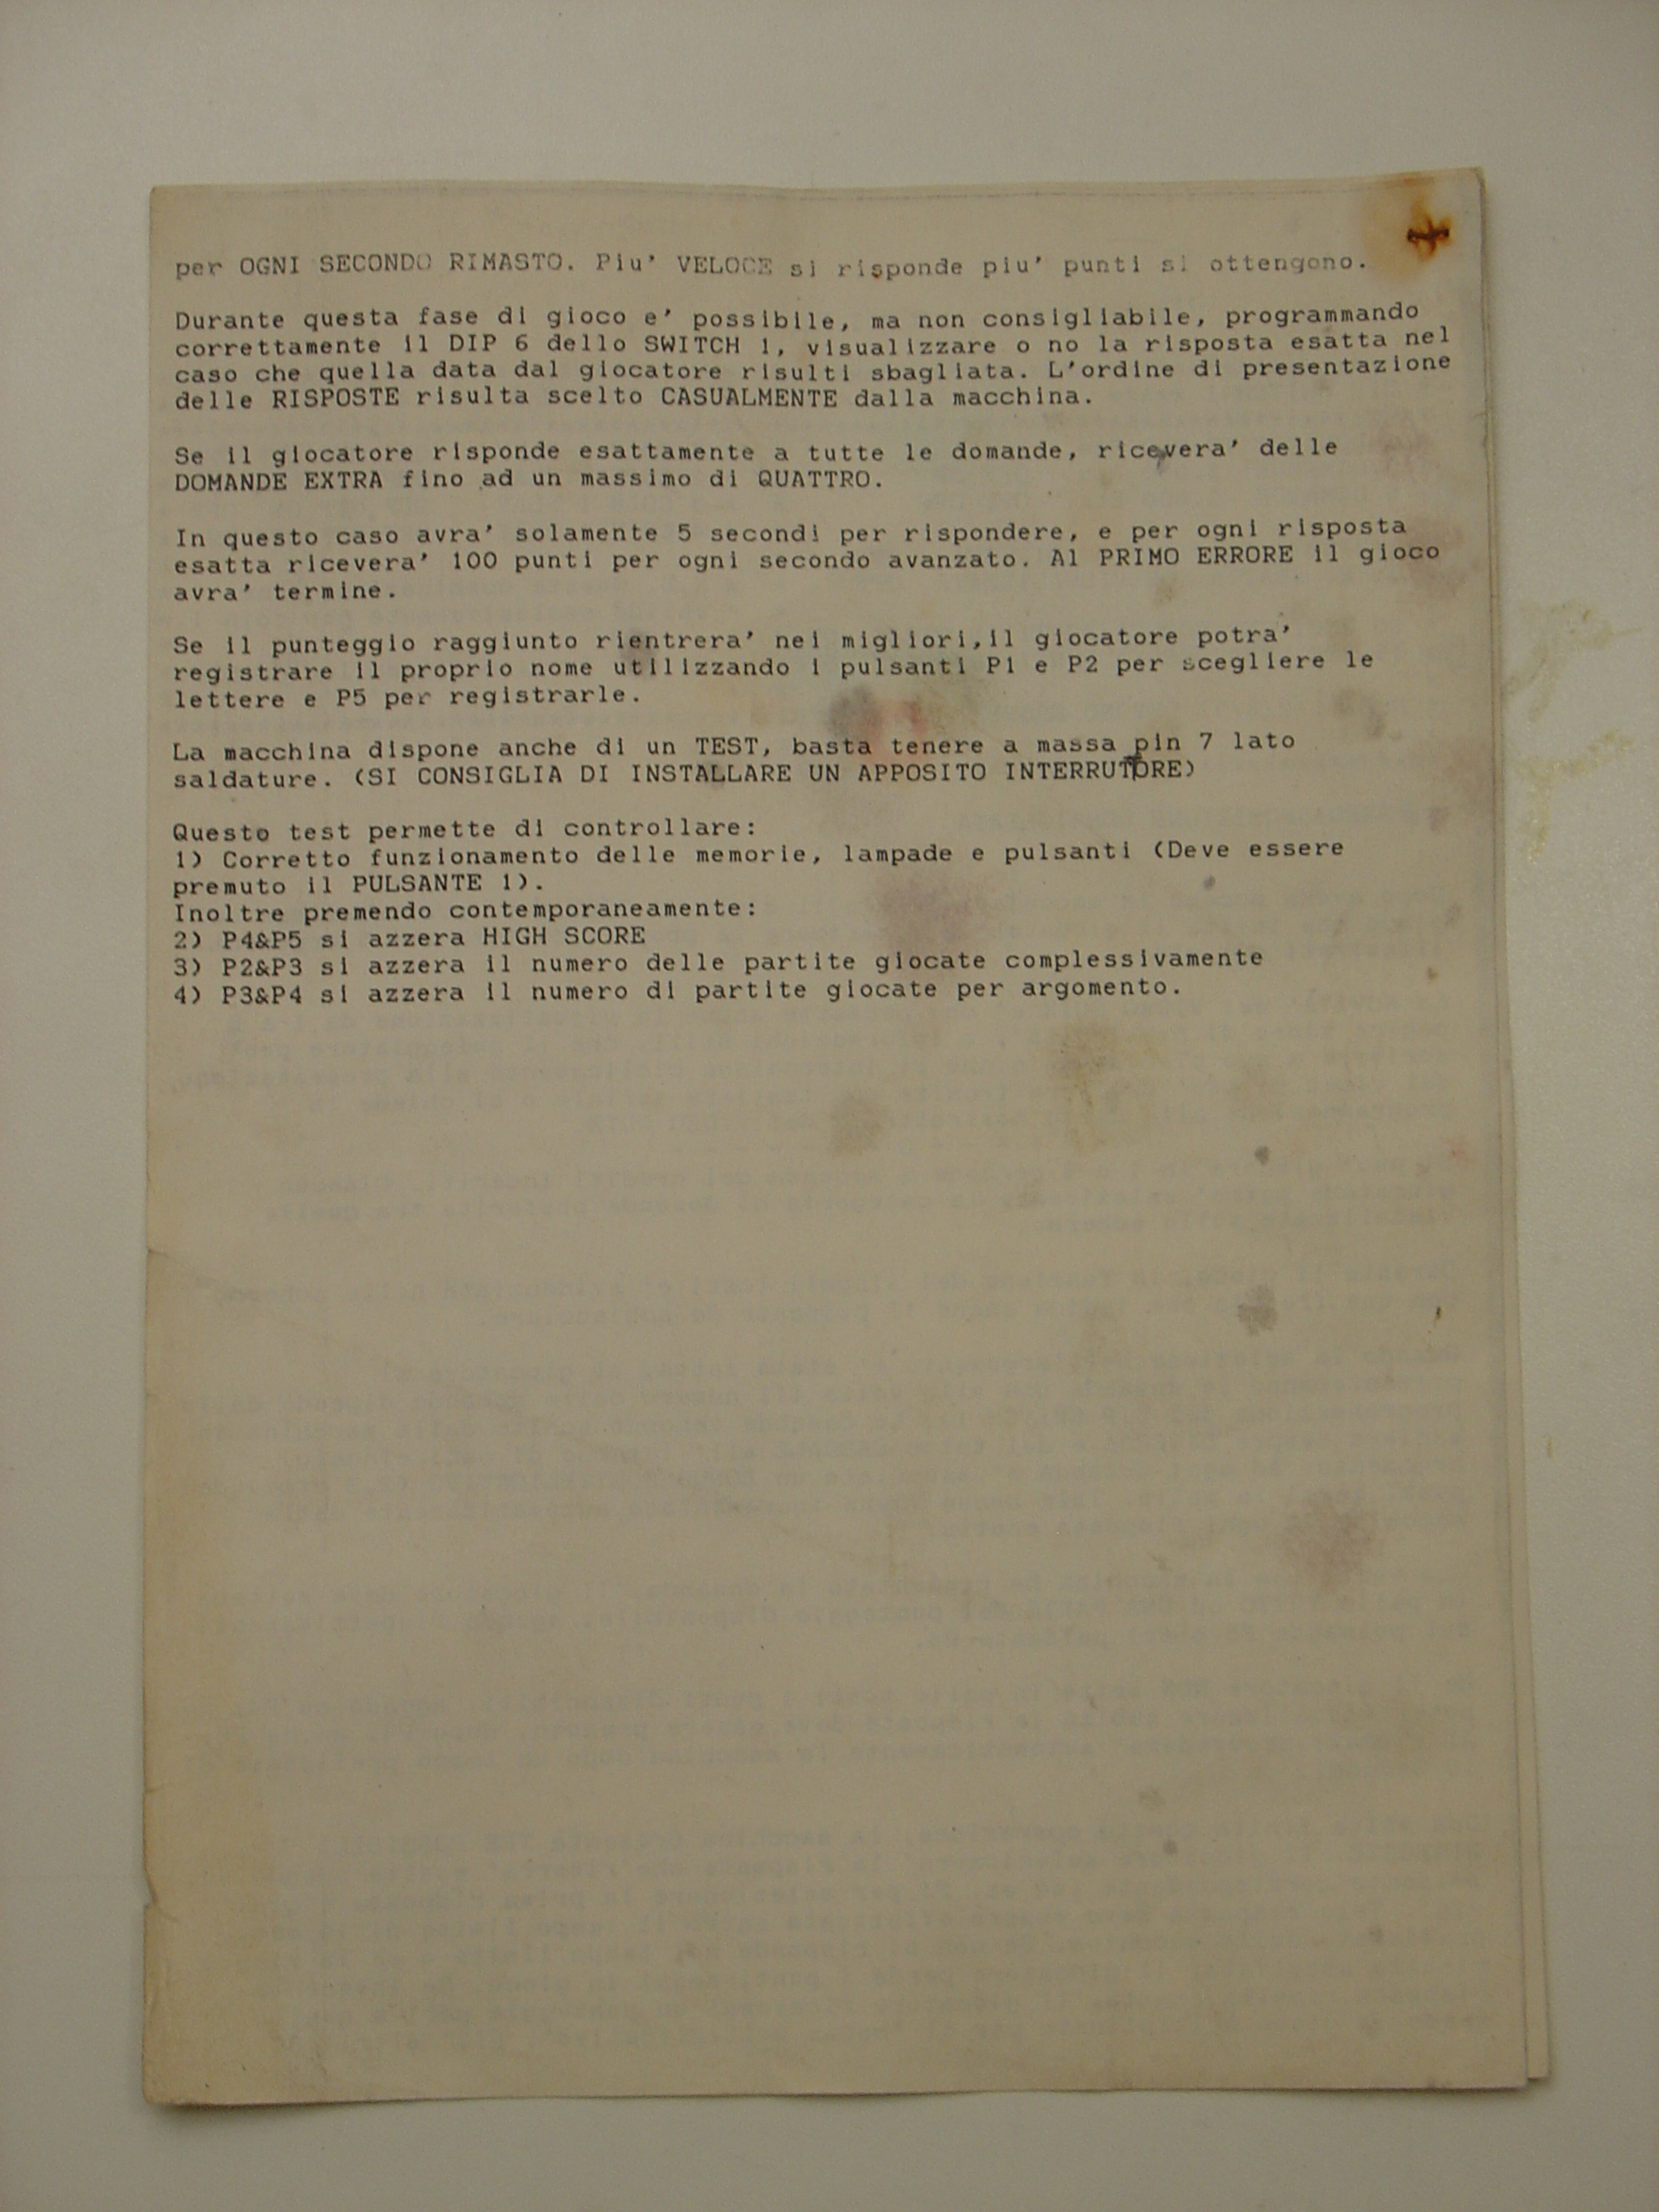 per OGNI SECONDO RIMASTO. Piu' VELOCE si risponde piu' punti si ottengono.
Durante questa fase di gioco e' possibile, ma non consigliabile, programmando
correttamente il DIP 6 dello SWITCH 1, visualizzare o no la risposta esatta nel
caso che quella data dal giocatore risulti sbagliata. L'ordine di presentazione
delle RISPOSTE risulta scelto CASUALMENTE dalla macchina.
Se il giocatore risponde esattamente a tutte le domande, ricevera' delle
DOMANDE EXTRA fino ad un massimo di QUATTRO.
In questo caso avra' solamente 5 secondi per rispondere, e per ogni risposta
esatta ricevera' 100 punti per ogni secondo avanzato. Al PRIMO ERRORE il gioco
avra' termine.
Se il punteggio raggiunto rientrera' nei migliori,il giocatore potra'
registrare il proprio nome utilizzando i pulsanti P1 e P2 per scegliere le
lettere e P5 per registrarle.
La macchina dispone anche di un TEST, basta tenere a massa pin 7 lato
saldature. (SI CONSIGLIA DI INSTALLARE UN APPOSITO INTERRUTORE)
Questo test permette di controllare:
1) Corretto funzionamento delle memorie, lampade e pulsanti (Deve essere
premuto il PULSANTE 1).
Inoltre premendo contemporaneamente:
2) P4&P5 si azzera HIGH SCORE
3) P2&P3 si azzera il numero delle partite giocate complessivamente
4) P3&P4 si azzera il numero di partite giocate per argomento.